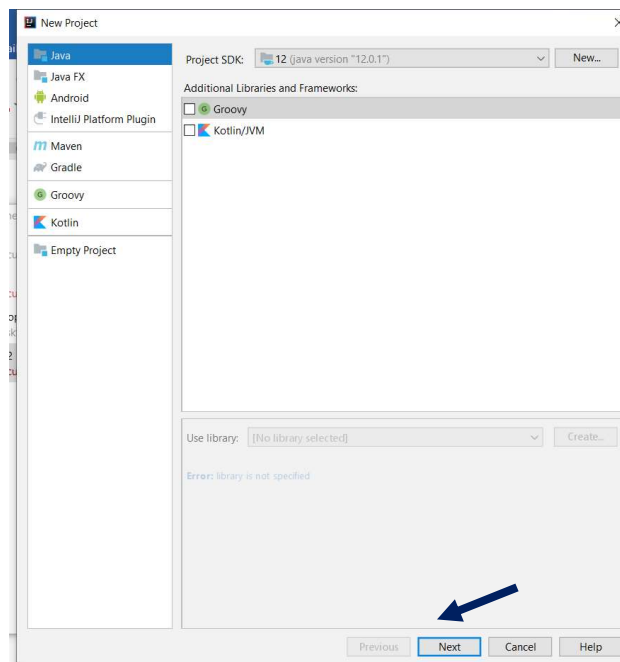 New Project
Java
Java FX
Android
IntelliJ Platform Plugin
Maven
Gradle
Groovy
Kotlin
Empty Project
Project SDK: 12 (java version "12.0.1") New...
Additional Libraries and Frameworks:
Groovy
Kotlin/JVM
Use library: [No library selected] Create...
Error: library is not specified
Previous Next Cancel Help